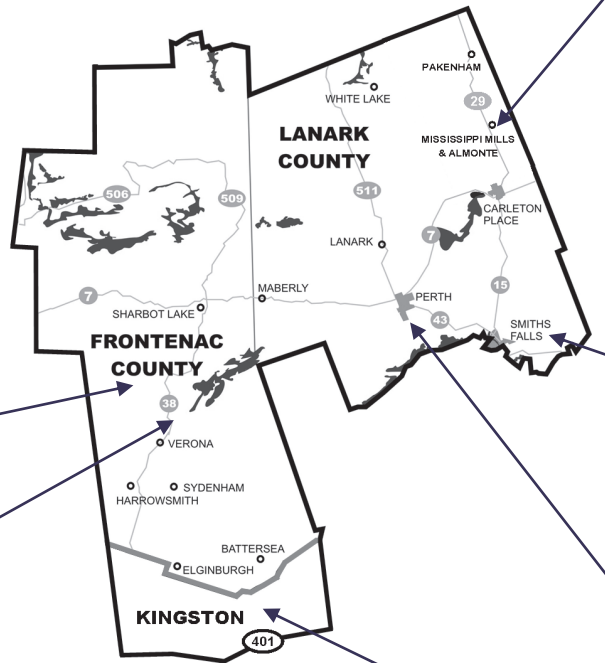 PAKENHAM
WHITE LAKE
29
LANARK
COUNTY
MISSISSIPPI MILLS
& ALMONTE
506
509
511
CARLETON
PLACE
7
LANARK
7
MABERLY
SHARBOT LAKE
PERTH
15
43
SMITHS
FALLS
FRONTENAC
COUNTY
38
VERONA
SYDENHAM
HARROWSMITH
BATTERSEA
ELGINBURGH
KINGSTON
401